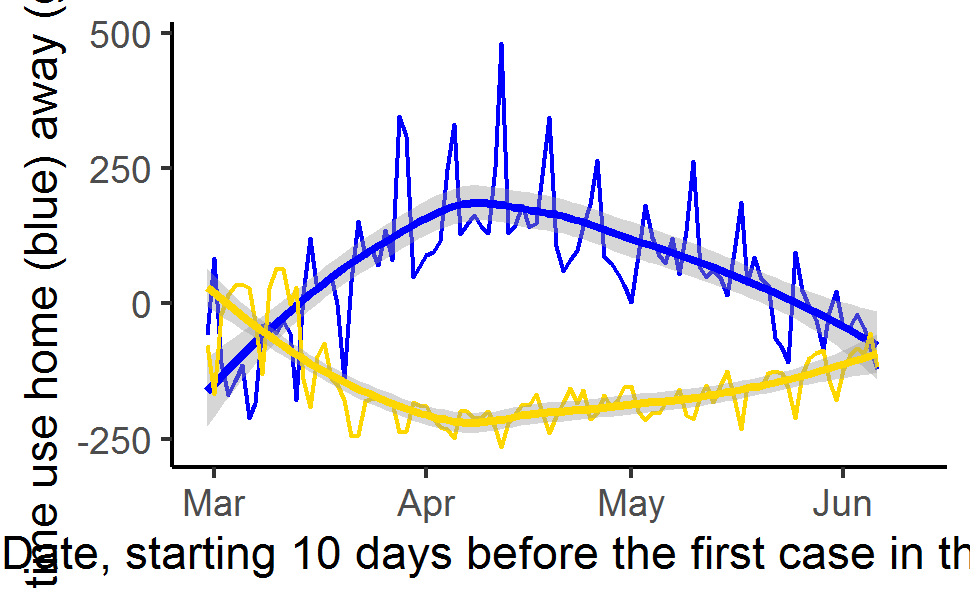 time use home (blue) away (g
500
250
0
-250
Mar Apr May Jun
Date, starting 10 days before the first case in th